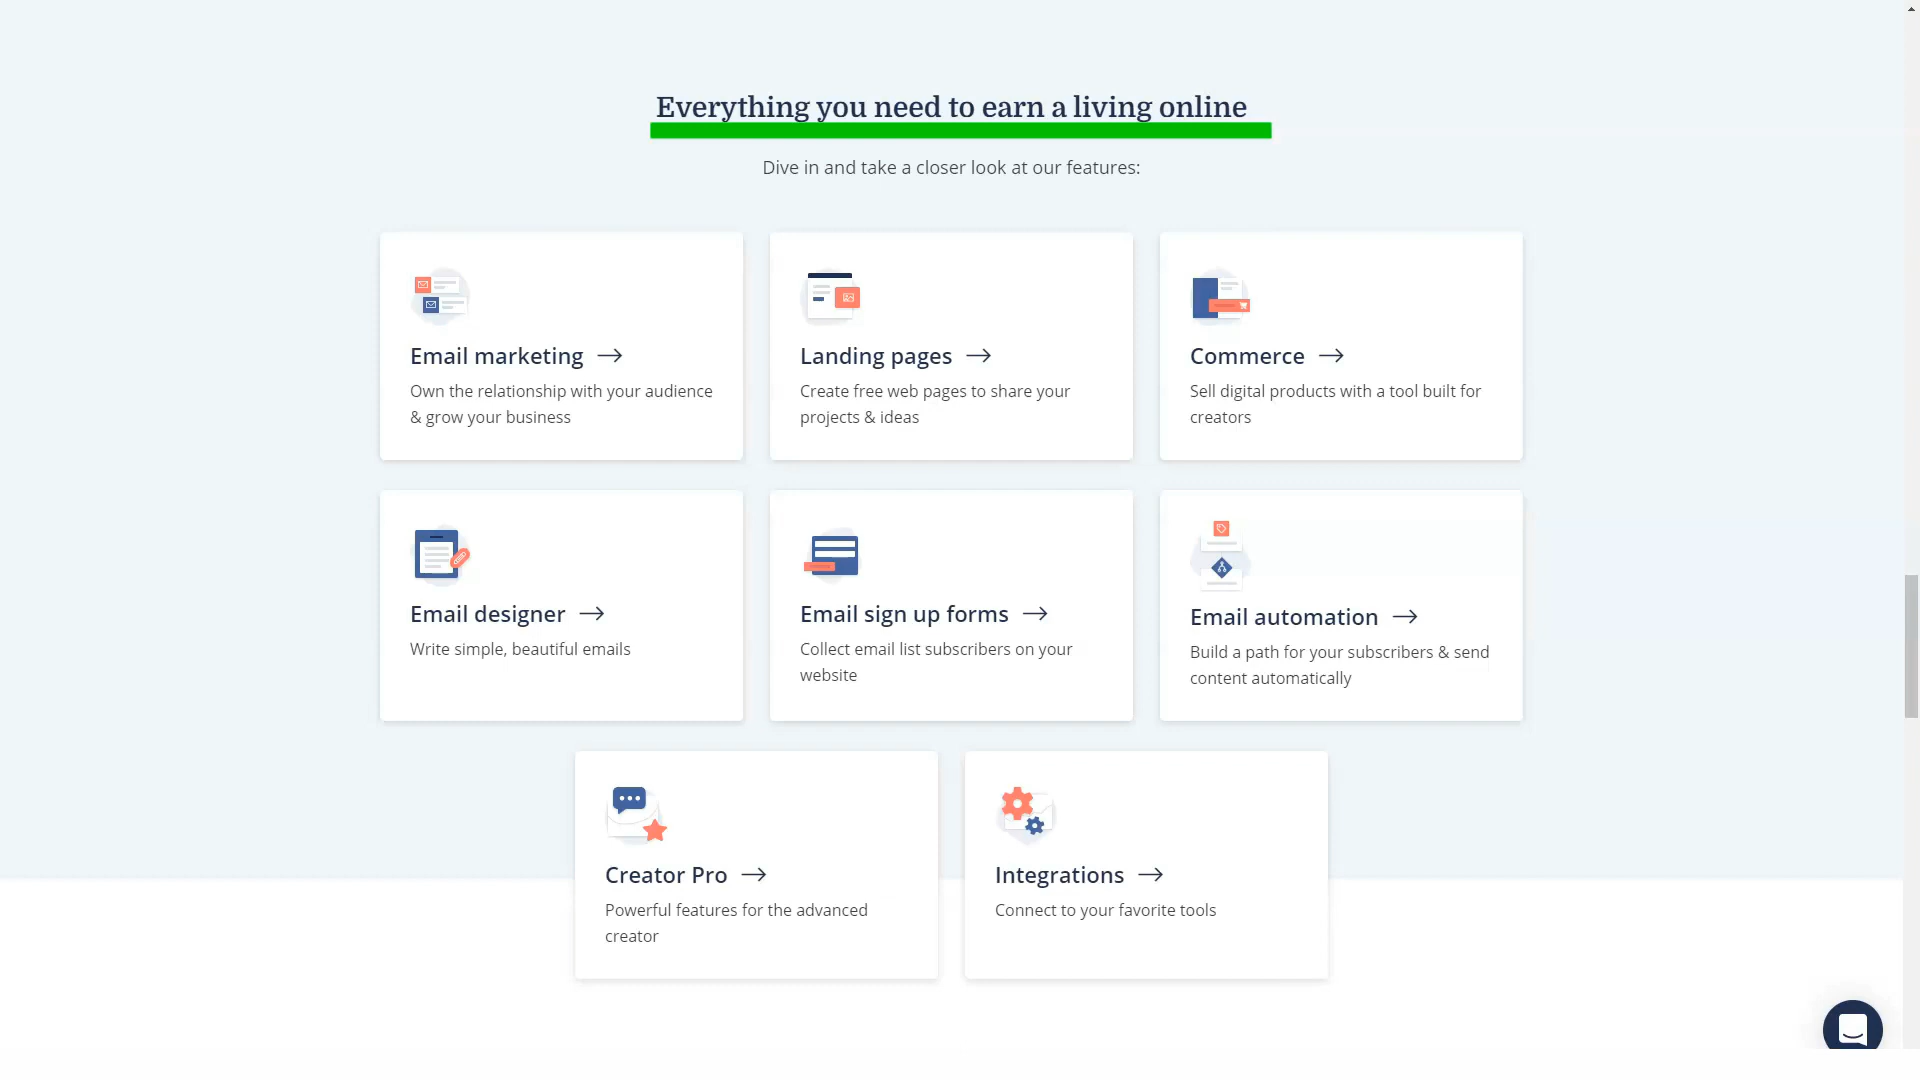 Everything you need to earn a living online
Dive in and take a closer look at our features:
Email marketing →
Own the relationship with your audience
& grow your business
Landing pages →
Create free web pages to share your
projects & ideas
Commerce →
Sell digital products with a tool built for
creators
Email designer →
Write simple, beautiful emails
Email sign up forms →
Collect email list subscribers on your
website
Email automation →
Build a path for your subscribers & send
content automatically
Creator Pro →
Powerful features for the advanced
creator
Integrations →
Connect to your favorite tools